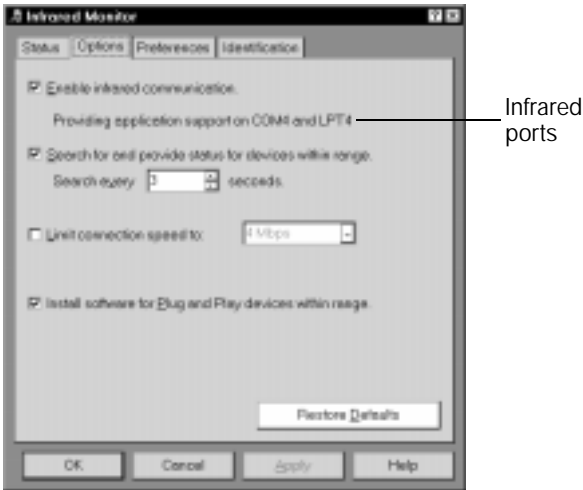 Infrared Monitor
Status Options Preferences Identification
Enable infrared communication.
Providing application support on COM4 and LPT4
Infrared
ports
Search for and provide status for devices within range.
Search every 3 seconds.
Limit connection speed to: 4 Mbps
Install software for Plug and Play devices within range.
Restore Defaults
OK Cancel Apply Help